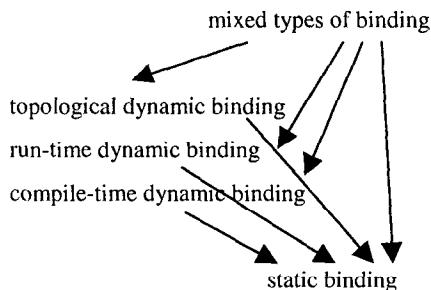 mixed types of binding
topological dynamic binding
run-time dynamic binding
compile-time dynamic binding
static binding